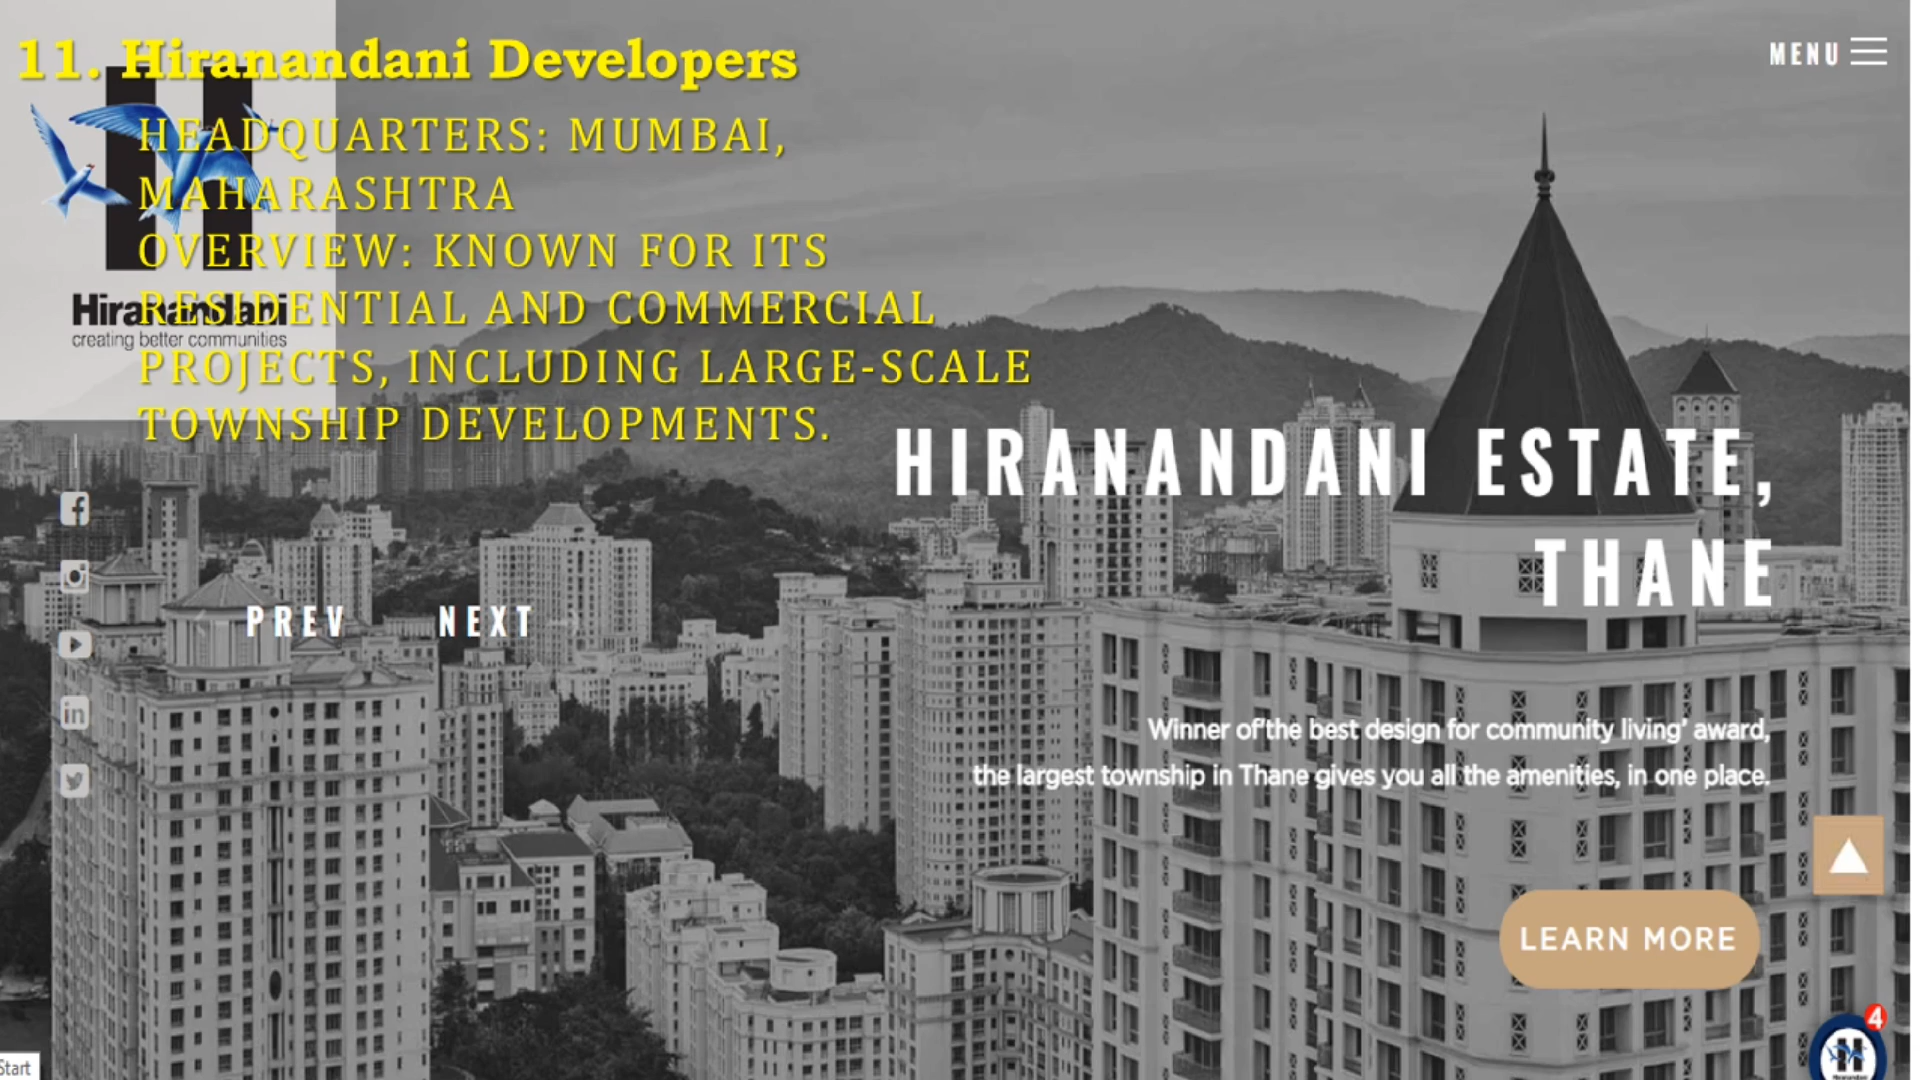 11. Hiranandani Developers
HEADQUARTERS: MUMBAI,
MAHARASHTRA
OVERVIEW: KNOWN FOR ITS
RESIDENTIAL AND COMMERCIAL
PROJECTS, INCLUDING LARGE-SCALE
TOWNSHIP DEVELOPMENTS.
Hiranandani
creating better communities
MENU
HIRANANDANI ESTATE,
THANE
PREV NEXT
Winner of'the best design for community living' award,
the largest township in Thane gives you all the amenities, in one place.
LEARN MORE
4
Start